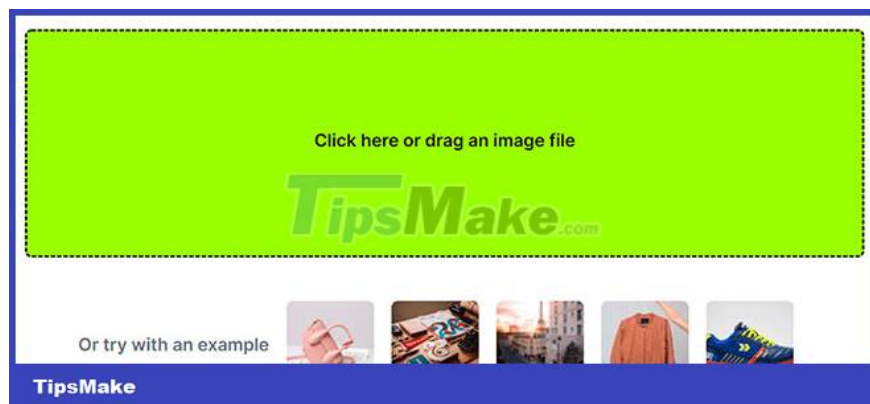 Click here or drag an image file
TipsMake.com
Or try with an example
TipsMake